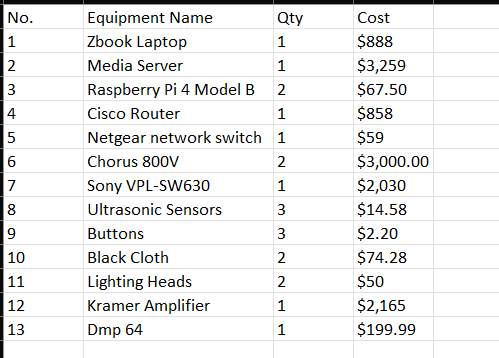 No. Equipment Name Qty Cost
1 Zbook Laptop 1 $888
2 Media Server 1 $3,259
3 Raspberry Pi 4 Model B 2 $67.50
4 Cisco Router 1 $858
5 Netgear network switch 1 $59
6 Chorus 800V 2 $3,000.00
7 Sony VPL-SW630 1 $2,030
8 Ultrasonic Sensors 3 $14.58
9 Buttons 3 $2.20
10 Black Cloth 2 $74.28
11 Lighting Heads 2 $50
12 Kramer Amplifier 1 $2,165
13 Dmp 64 1 $199.99